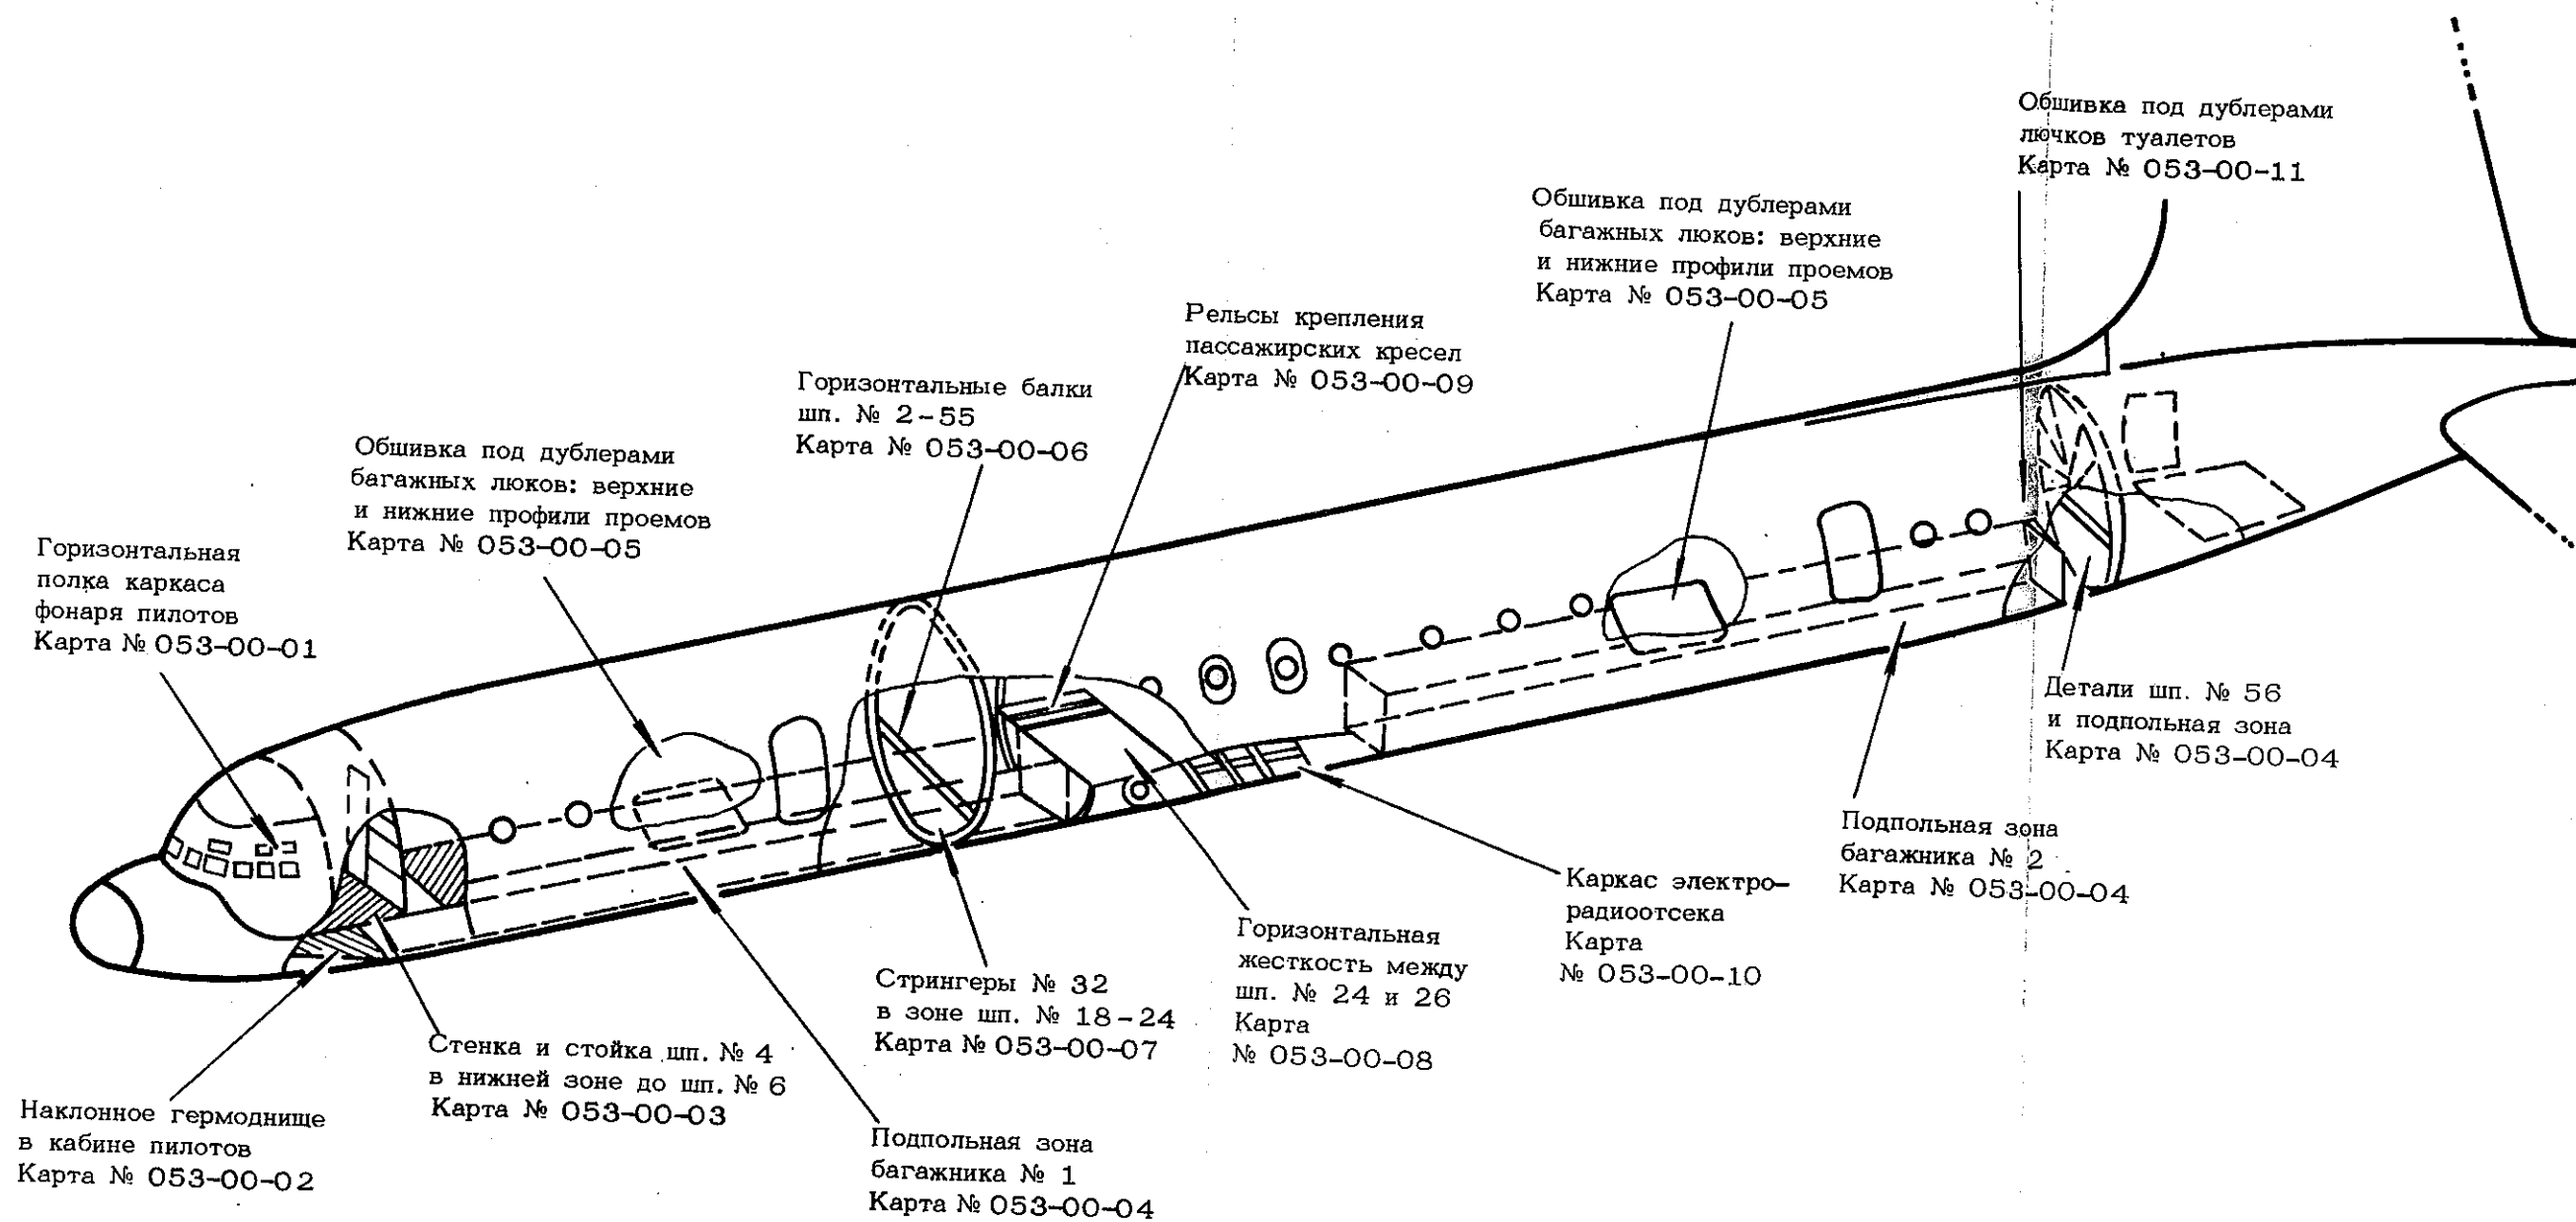 Обшивка под дублерами
лючков туалетов
Карта № 053-00-11
Обшивка под дублерами
багажных люков: верхние
и нижние профили проемов
Карта № 053-00-05
Рельсы крепления
пассажирских кресел
Карта № 053-00-09
Горизонтальные балки
шп. № 2-55
Карта № 053-00-06
Обшивка под дублерами
багажных люков: верхние
и нижние профили проемов
Карта № 053-00-05
Горизонтальная
полка каркаса
фонаря пилотов
Карта № 053-00-01
Наклонное гермоднище
в кабине пилотов
Карта № 053-00-02
Стенка и стойка шп. № 4
в нижней зоне до шп. № 6
Карта № 053-00-03
Подпольная зона
багажника № 1
Карта № 053-00-04
Стрингеры № 32
в зоне шп. № 18-24
Карта № 053-00-07
Горизонтальная
жесткость между
шп. № 24 и 26
Карта
№ 053-00-08
Каркас электро-
радиоотсека
Карта
№ 053-00-10
Подпольная зона
багажника № 2
Карта № 053-00-04
Детали шп. № 56
и подпольная зона
Карта № 053-00-04